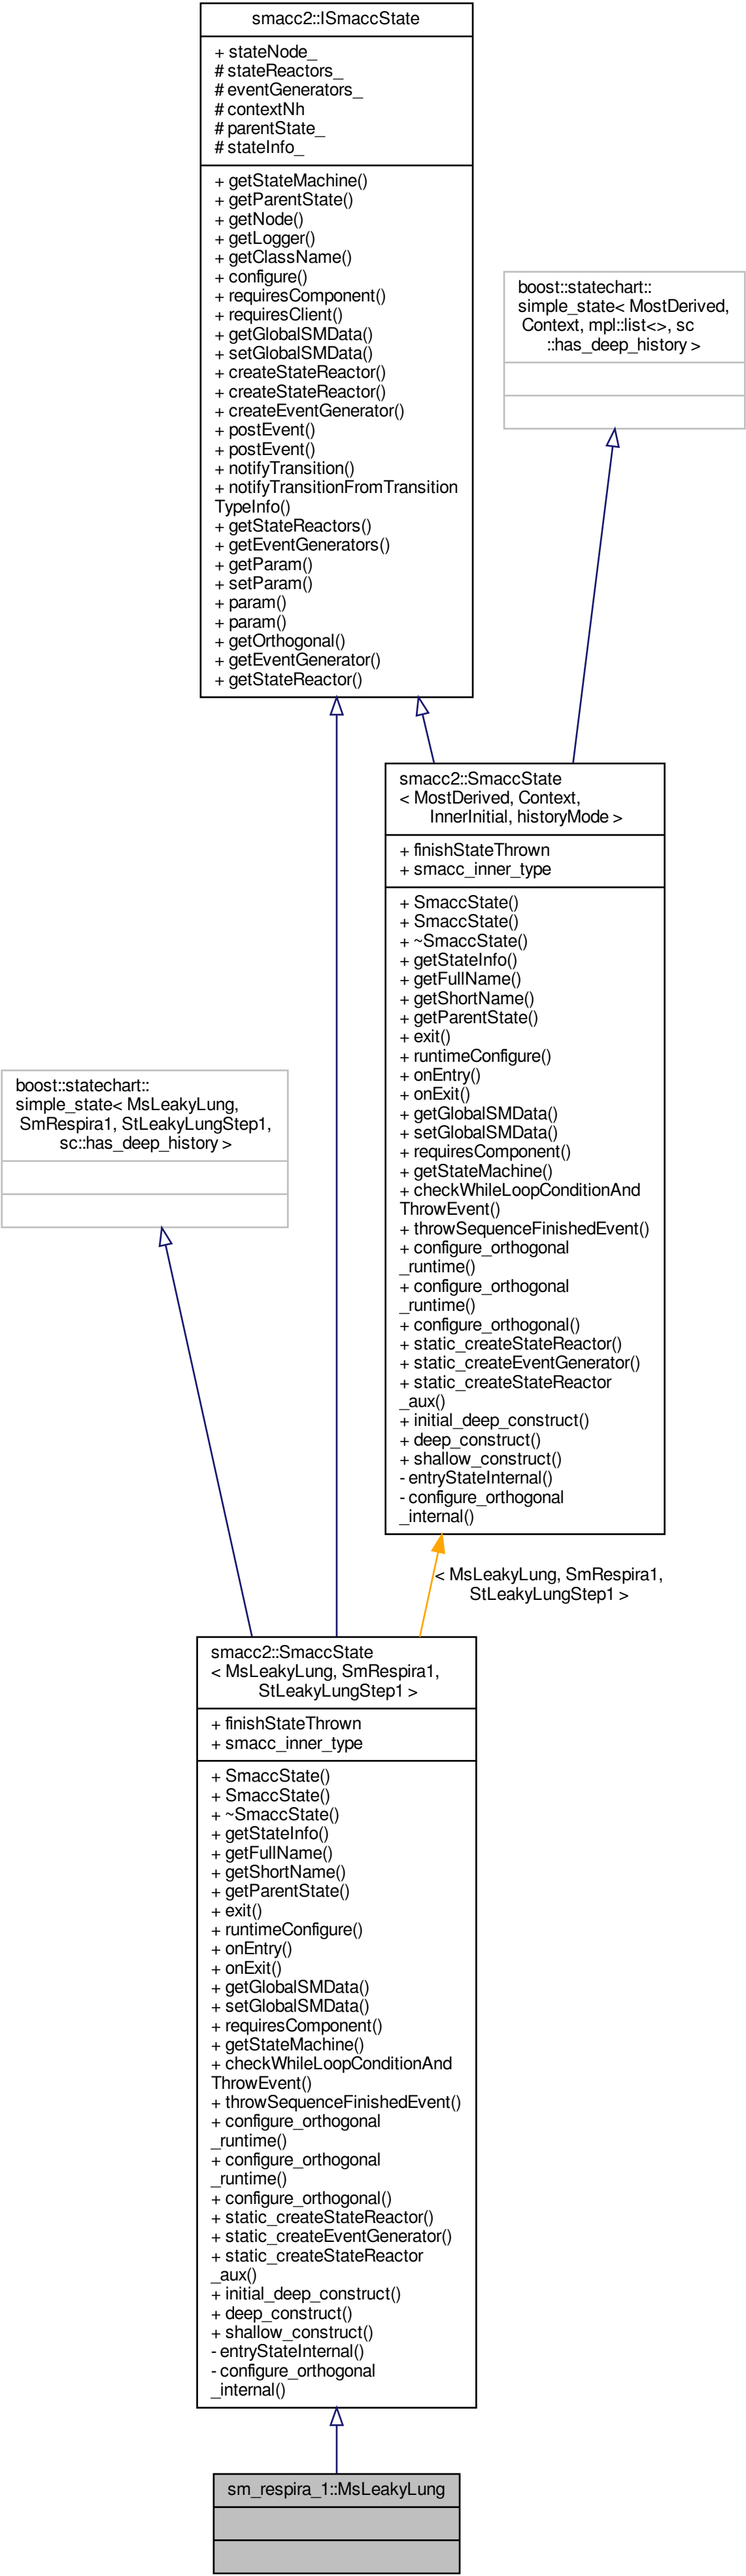 smacc2::ISmaccState
+ stateNode_
# stateReactors_
# eventGenerators_
# contextNh
# parentState_
# stateInfo_
+ getStateMachine()
+ getParentState()
+ getNode()
+ getLogger()
+ getClassName()
+ configure()
+ requiresComponent()
+ requiresClient()
+ getGlobalSMData()
+ setGlobalSMData()
+ createStateReactor()
+ createStateReactor()
+ createEventGenerator()
+ postEvent()
+ postEvent()
+ notifyTransition()
+ notifyTransitionFromTransition
TypeInfo()
+ getStateReactors()
+ getEventGenerators()
+ getParam()
+ setParam()
+ param()
+ param()
+ getOrthogonal()
+ getEventGenerator()
+ getStateReactor()
boost::statechart::
simple_state< MostDerived,
Context, mpl::list<>, sc
::has_deep_history >
smacc2::SmaccState
< MostDerived, Context,
InnerInitial, historyMode >
+ finishStateThrown
+ smacc_inner_type
+ SmaccState()
+ SmaccState()
+ ~SmaccState()
+ getStateInfo()
+ getFullName()
+ getShortName()
+ getParentState()
+ exit()
+ runtimeConfigure()
+ onEntry()
+ onExit()
+ getGlobalSMData()
+ setGlobalSMData()
+ requiresComponent()
+ getStateMachine()
+ checkWhileLoopConditionAnd
ThrowEvent()
+ throwSequenceFinishedEvent()
+ configure_orthogonal
_runtime()
+ configure_orthogonal
_runtime()
+ configure_orthogonal()
+ static_createStateReactor()
+ static_createEventGenerator()
+ static_createStateReactor
_aux()
+ initial_deep_construct()
+ deep_construct()
+ shallow_construct()
- entryStateInternal()
- configure_orthogonal
_internal()
boost::statechart::
simple_state< MsLeakyLung,
SmRespira1, StLeakyLungStep1,
sc::has_deep_history >
< MsLeakyLung, SmRespira1,
StLeakyLungStep1 >
smacc2::SmaccState
< MsLeakyLung, SmRespira1,
StLeakyLungStep1 >
+ finishStateThrown
+ smacc_inner_type
+ SmaccState()
+ SmaccState()
+ ~SmaccState()
+ getStateInfo()
+ getFullName()
+ getShortName()
+ getParentState()
+ exit()
+ runtimeConfigure()
+ onEntry()
+ onExit()
+ getGlobalSMData()
+ setGlobalSMData()
+ requiresComponent()
+ getStateMachine()
+ checkWhileLoopConditionAnd
ThrowEvent()
+ throwSequenceFinishedEvent()
+ configure_orthogonal
_runtime()
+ configure_orthogonal
_runtime()
+ configure_orthogonal()
+ static_createStateReactor()
+ static_createEventGenerator()
+ static_createStateReactor
_aux()
+ initial_deep_construct()
+ deep_construct()
+ shallow_construct()
- entryStateInternal()
- configure_orthogonal
_internal()
sm_respira_1::MsLeakyLung